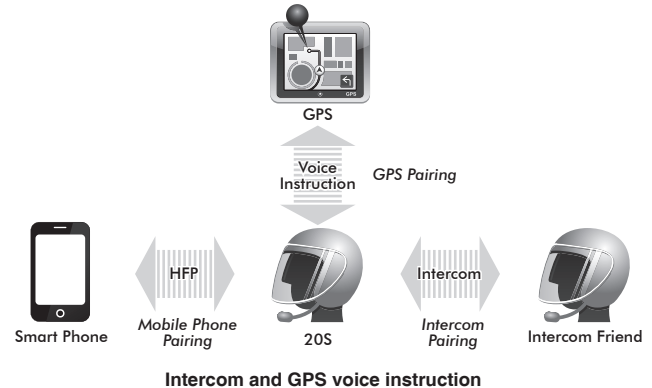 GPS
GPS
Voice
Instruction
GPS Pairing
HFP
Intercom
Mobile Phone
Pairing
Intercom
Pairing
Smart Phone
20S
Intercom Friend
Intercom and GPS voice instruction